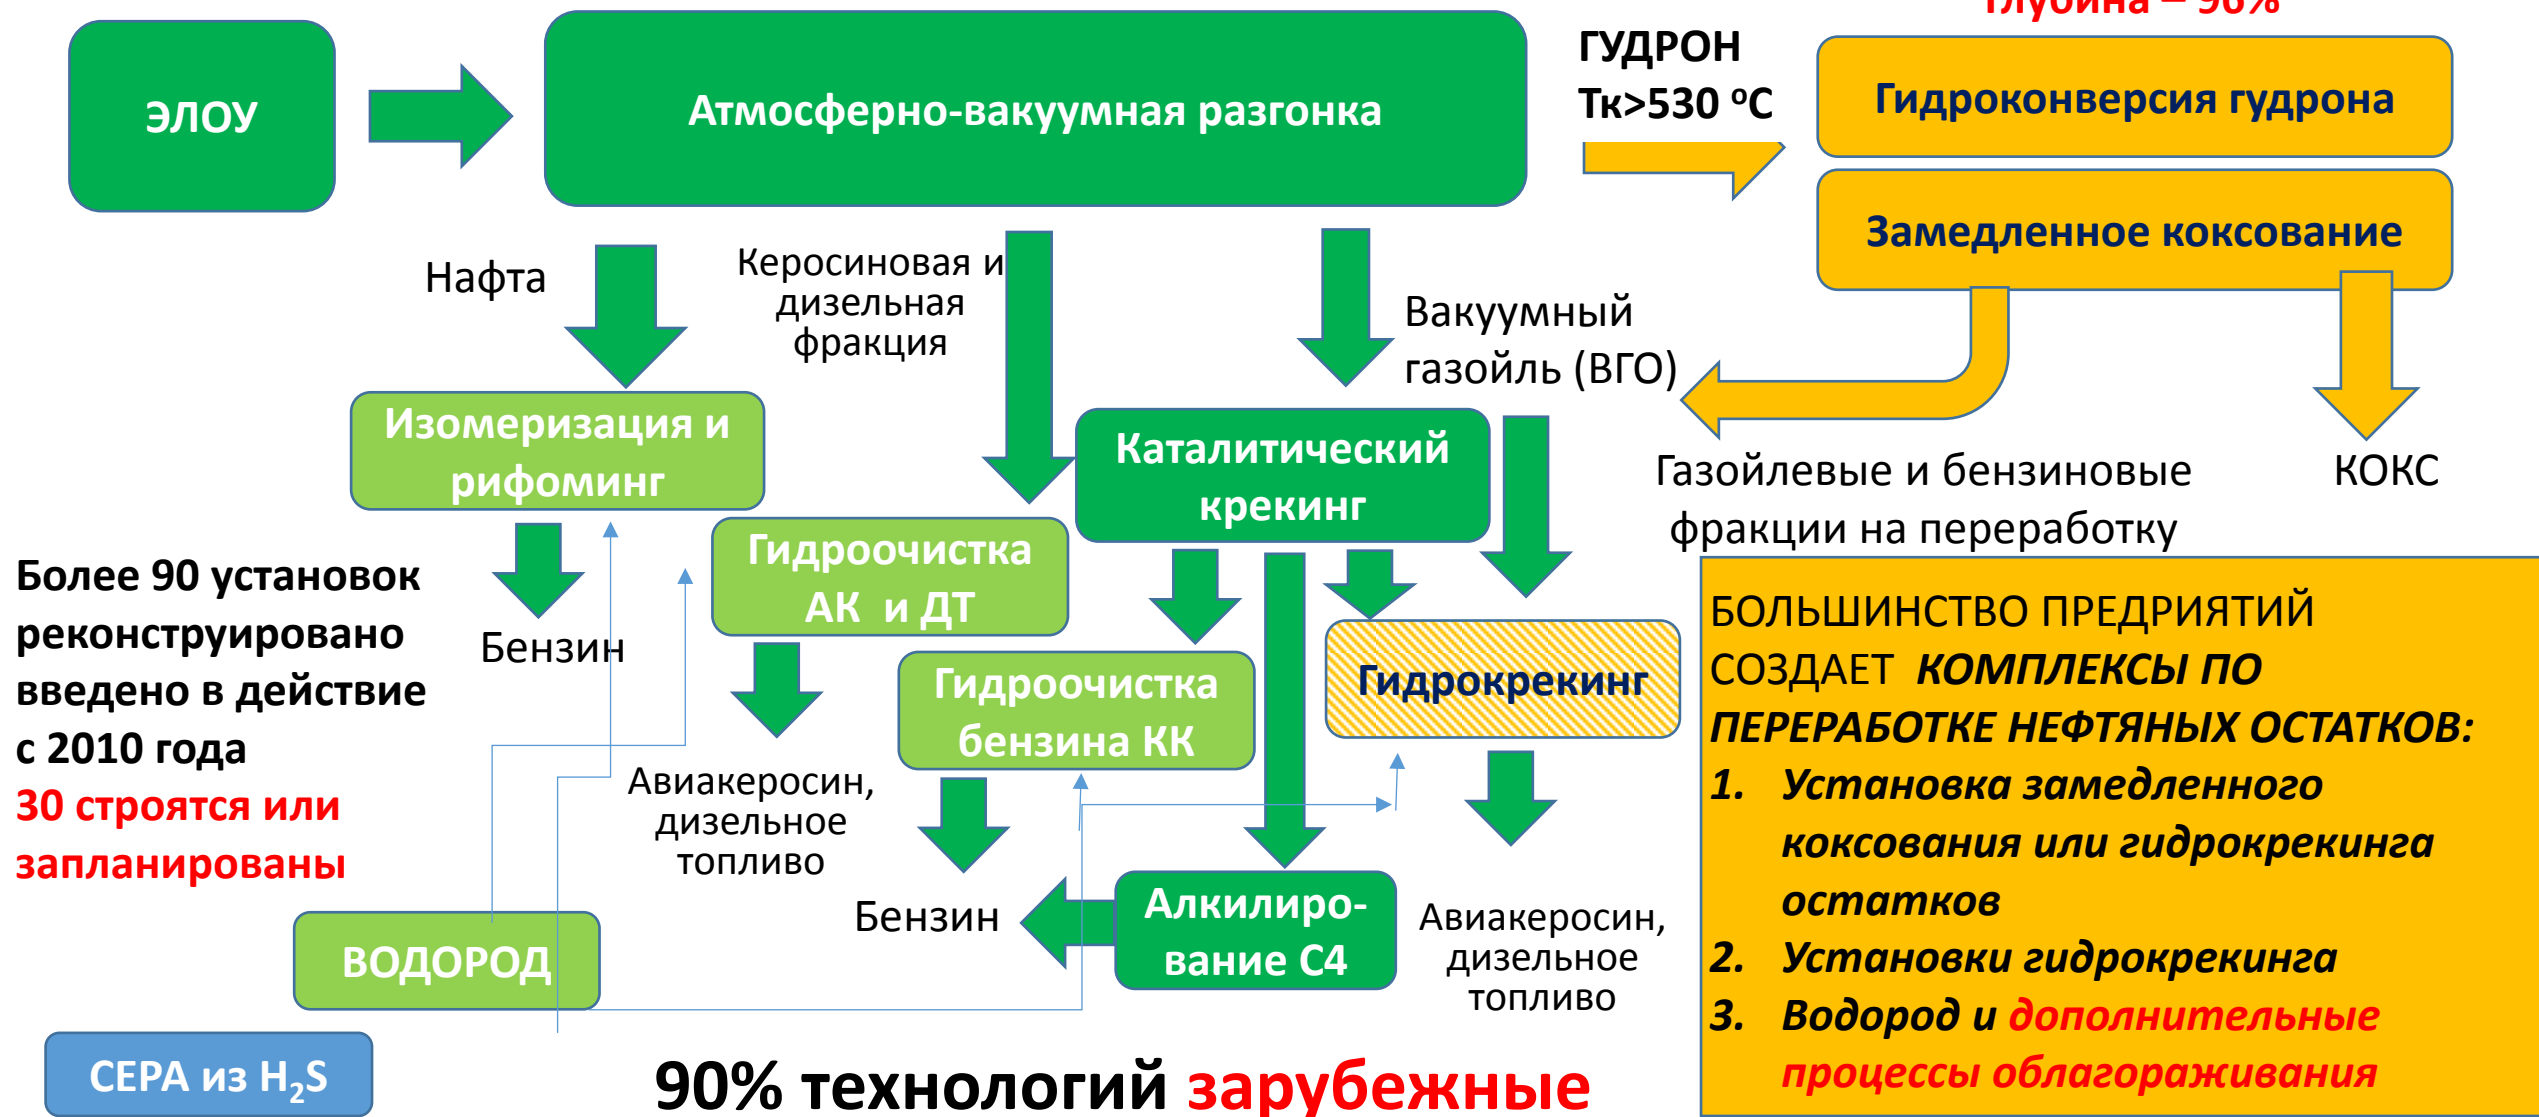 Глубина – 96%
ЭЛОУ
Атмосферно-вакуумная разгонка
ГУДРОН
Тк>530 ºС
Гидроконверсия гудрона
Замедленное коксование
Нафта
Керосиновая и
дизельная
фракция
Вакуумный
газойль (ВГО)
Изомеризация и
рифоминг
Каталитический
крекинг
Газойлевые и бензиновые
фракции на переработку
КОКС
Более 90 установок
реконструировано
введено в действие
с 2010 года
30 строятся или
запланированы
Бензин
Гидроочистка
АК и ДТ
Гидроочистка
бензина КК
Гидрокрекинг
Авиакеросин,
дизельное
топливо
Бензин
Алкилиро-
вание С4
Авиакеросин,
дизельное
топливо
ВОДОРОД
СЕРА из H₂S
90% технологий зарубежные
БОЛЬШИНСТВО ПРЕДРИЯТИЙ
СОЗДАЕТ КОМПЛЕКСЫ ПО
ПЕРЕРАБОТКЕ НЕФТЯНЫХ ОСТАТКОВ:
1. Установка замедленного
коксования или гидрокрекинга
остатков
2. Установки гидрокрекинга
3. Водород и дополнительные
процессы облагораживания